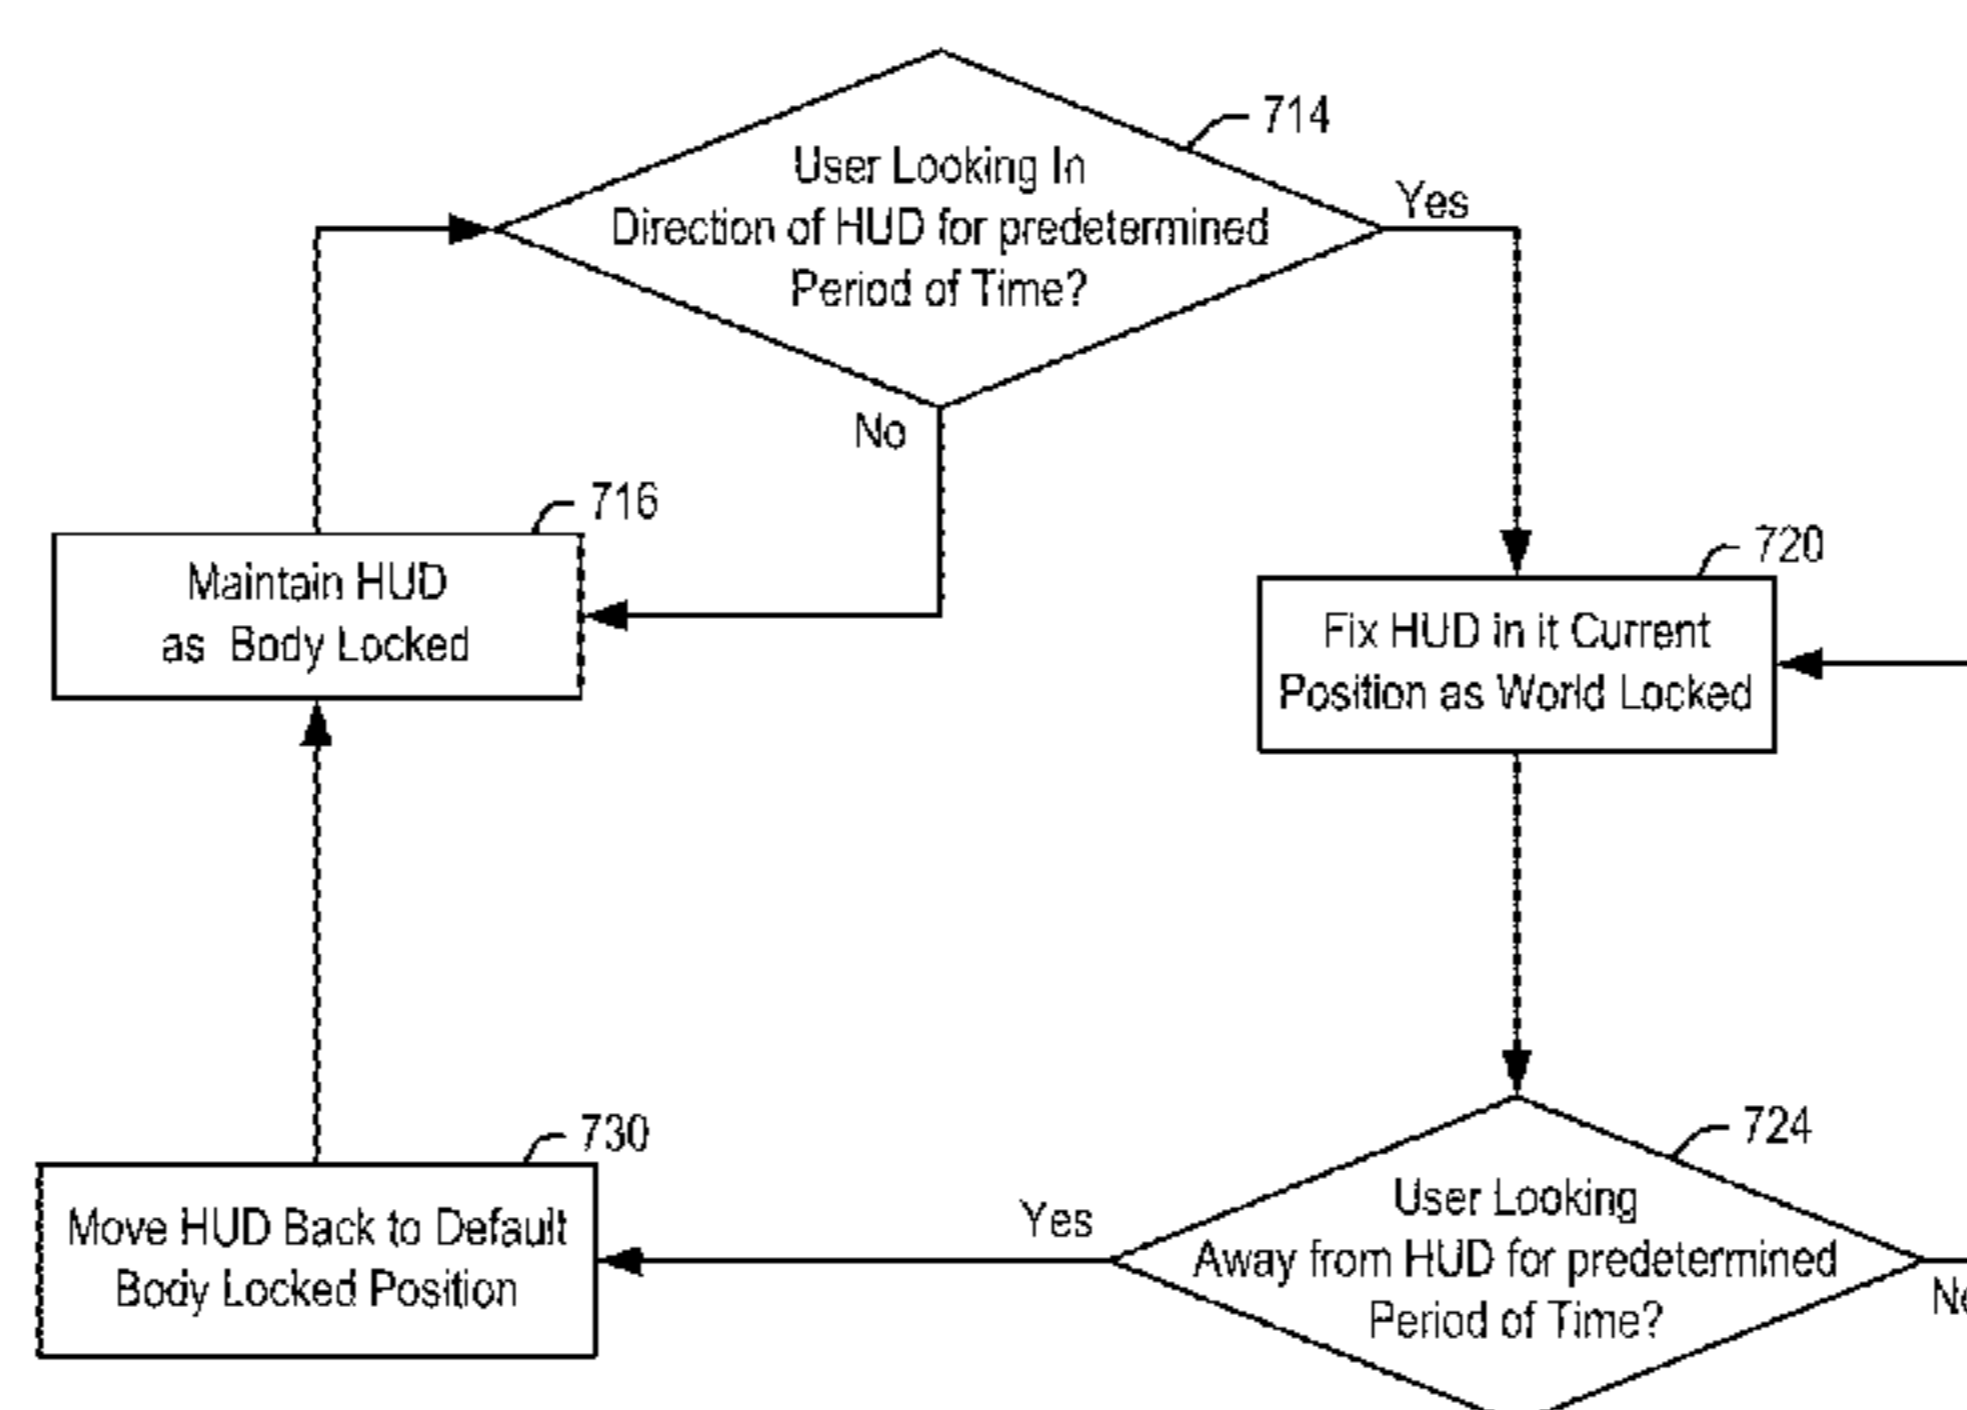 714
User Looking In
Direction of HUD for predetermined
Period of Time?
Yes
No
716
Maintain HUD
as Body Locked
720
Fix HUD in it Current
Position as World Locked
730
Move HUD Back to Default
Body Locked Position
Yes
724
User Looking
Away from HUD for predetermined
Period of Time?